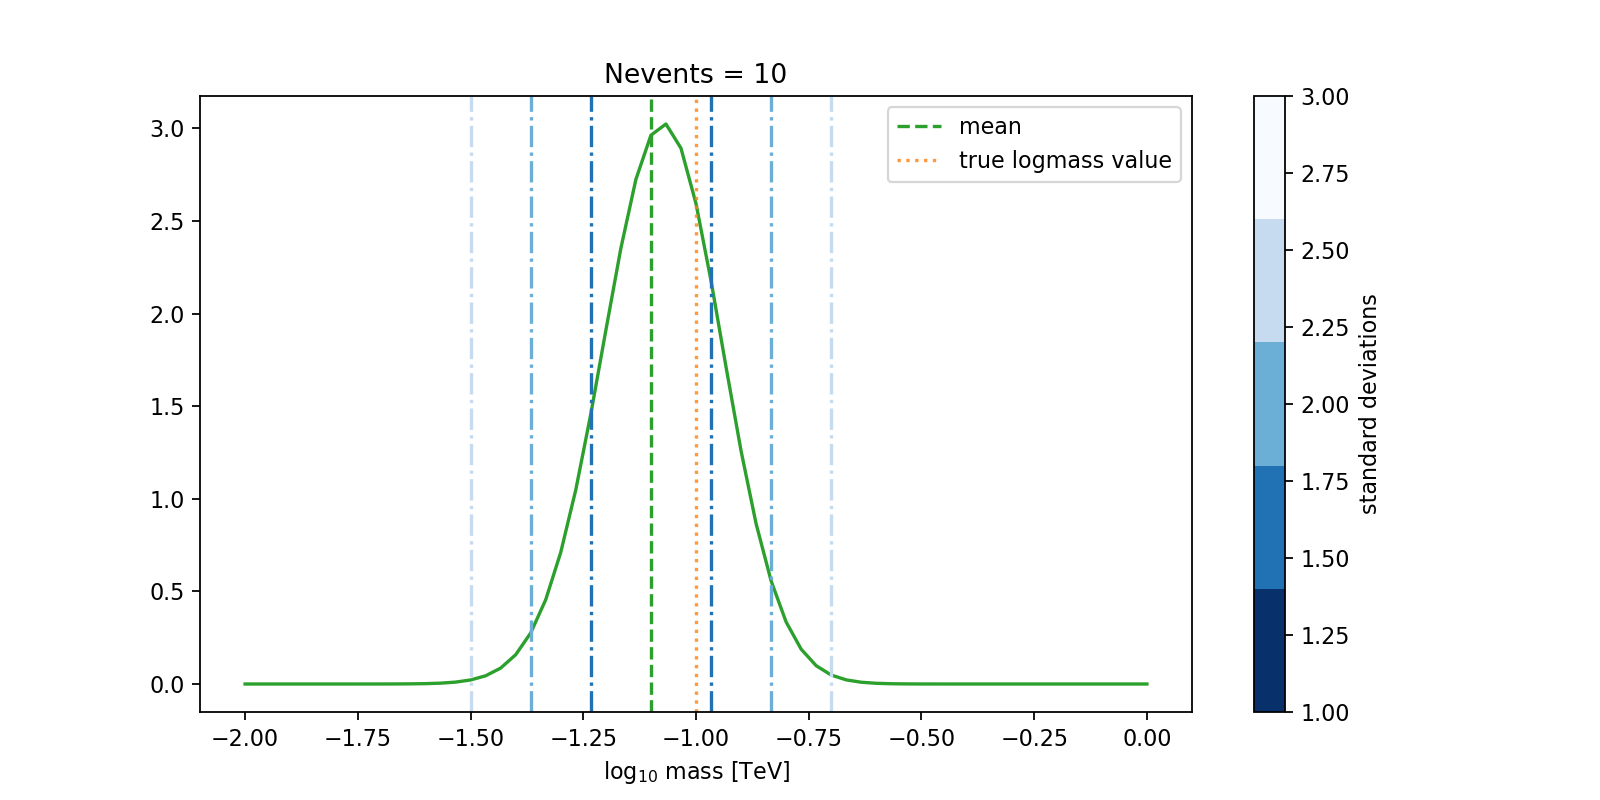 Nevents = 10
mean
true logmass value
3.0
2.5
2.0
1.5
1.0
0.5
0.0
−2.00 −1.75 −1.50 −1.25 −1.00 −0.75 −0.50 −0.25 0.00
log₁₀ mass [TeV]
3.00
2.75
2.50
2.25
2.00
1.75
1.50
1.25
1.00
standard deviations